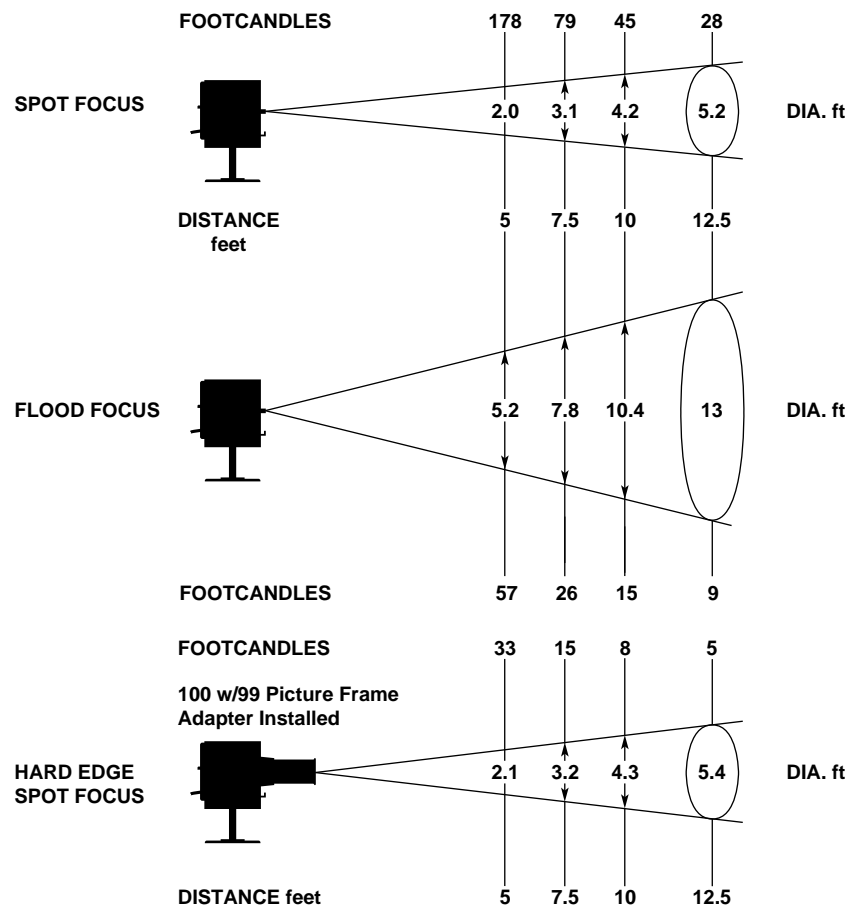 FOOTCANDLES 178 79 45 28
SPOT FOCUS 2.0 3.1 4.2 5.2 DIA. ft
DISTANCE 5 7.5 10 12.5
feet
FLOOD FOCUS 5.2 7.8 10.4 13 DIA. ft
FOOTCANDLES 57 26 15 9
FOOTCANDLES 33 15 8 5
100 w/99 Picture Frame
Adapter Installed
HARD EDGE 2.1 3.2 4.3 5.4 DIA. ft
SPOT FOCUS
DISTANCE feet 5 7.5 10 12.5